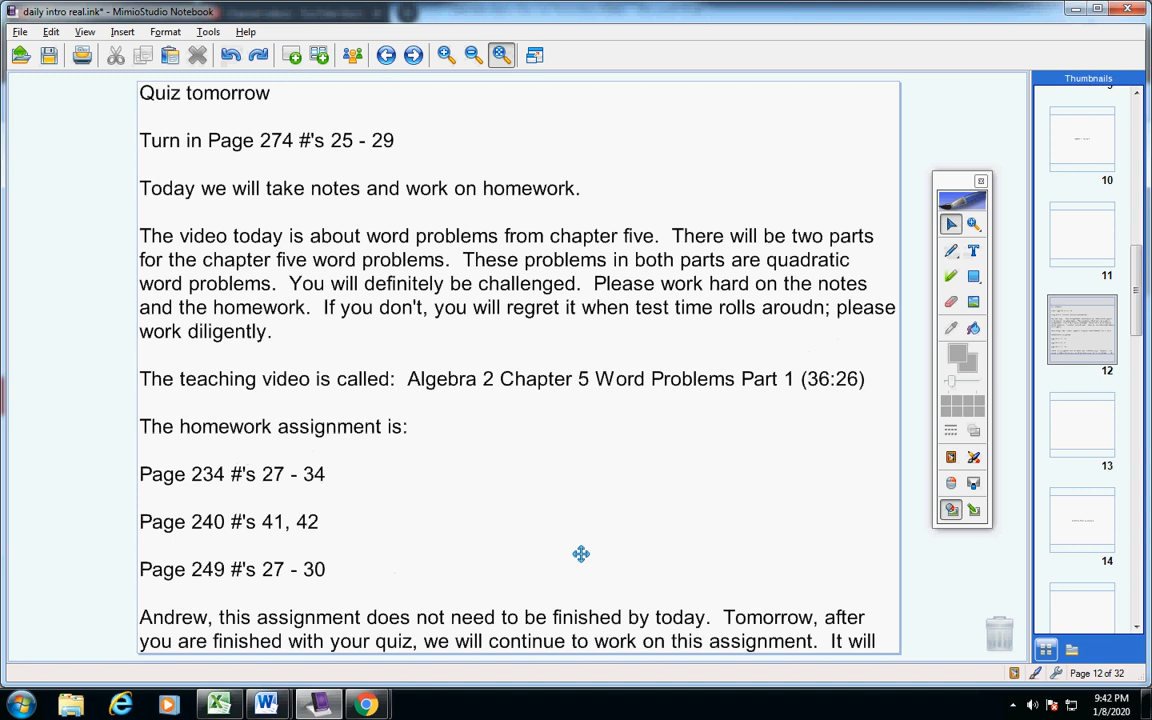 daily intro real.ink* - MimioStudio Notebook
File Edit View Insert Format Tools Help
Quiz tomorrow
Turn in Page 274 #'s 25 - 29
Today we will take notes and work on homework.
The video today is about word problems from chapter five.  There will be two parts
for the chapter five word problems.  These problems in both parts are quadratic
word problems.  You will definitely be challenged.  Please work hard on the notes
and the homework.  If you don't, you will regret it when test time rolls aroudn; please
work diligently.
The teaching video is called:  Algebra 2 Chapter 5 Word Problems Part 1 (36:26)
The homework assignment is:
Page 234 #'s 27 - 34
Page 240 #'s 41, 42
Page 249 #'s 27 - 30
Andrew, this assignment does not need to be finished by today.  Tomorrow, after
you are finished with your quiz, we will continue to work on this assignment.  It will
Thumbnails
10
11
12
13
14
Page 12 of 32
9:42 PM
1/8/2020